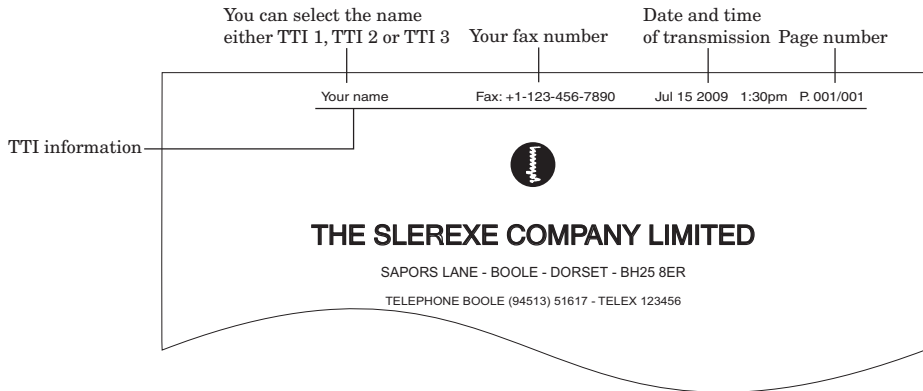 You can select the name
either TTI 1, TTI 2 or TTI 3
Your fax number
Date and time
of transmission
Page number
Your name Fax: +1-123-456-7890 Jul 15 2009 1:30pm P. 001/001
TTI information
THE SLEREXE COMPANY LIMITED
SAPORS LANE - BOOLE - DORSET - BH25 8ER
TELEPHONE BOOLE (94513) 51617 - TELEX 123456